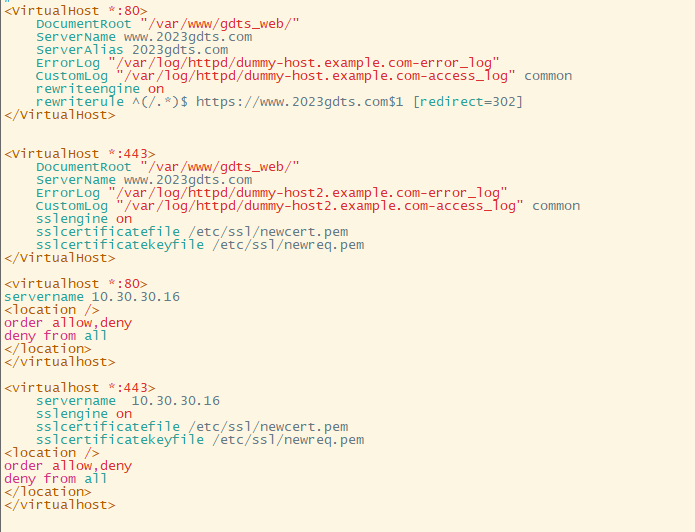 <VirtualHost *:80>
    DocumentRoot "/var/www/gdts_web/"
    ServerName www.2023gdts.com
    ServerAlias 2023gdts.com
    ErrorLog "/var/log/httpd/dummy-host.example.com-error_log"
    CustomLog "/var/log/httpd/dummy-host.example.com-access_log" common
    rewriteengine on
    rewriterule ^(/.*)$ https://www.2023gdts.com$1 [redirect=302]
</VirtualHost>
<VirtualHost *:443>
    DocumentRoot "/var/www/gdts_web/"
    ServerName www.2023gdts.com
    ErrorLog "/var/log/httpd/dummy-host2.example.com-error_log"
    CustomLog "/var/log/httpd/dummy-host2.example.com-access_log" common
    sslengine on
    sslcertificatefile /etc/ssl/newcert.pem
    sslcertificatekeyfile /etc/ssl/newreq.pem
</VirtualHost>
<virtualhost *:80>
servername 10.30.30.16
<location />
order allow,deny
deny from all
</location>
</virtualhost>
<virtualhost *:443>
    servername  10.30.30.16
    sslengine on
    sslcertificatefile /etc/ssl/newcert.pem
    sslcertificatekeyfile /etc/ssl/newreq.pem
<location />
order allow,deny
deny from all
</location>
</virtualhost>